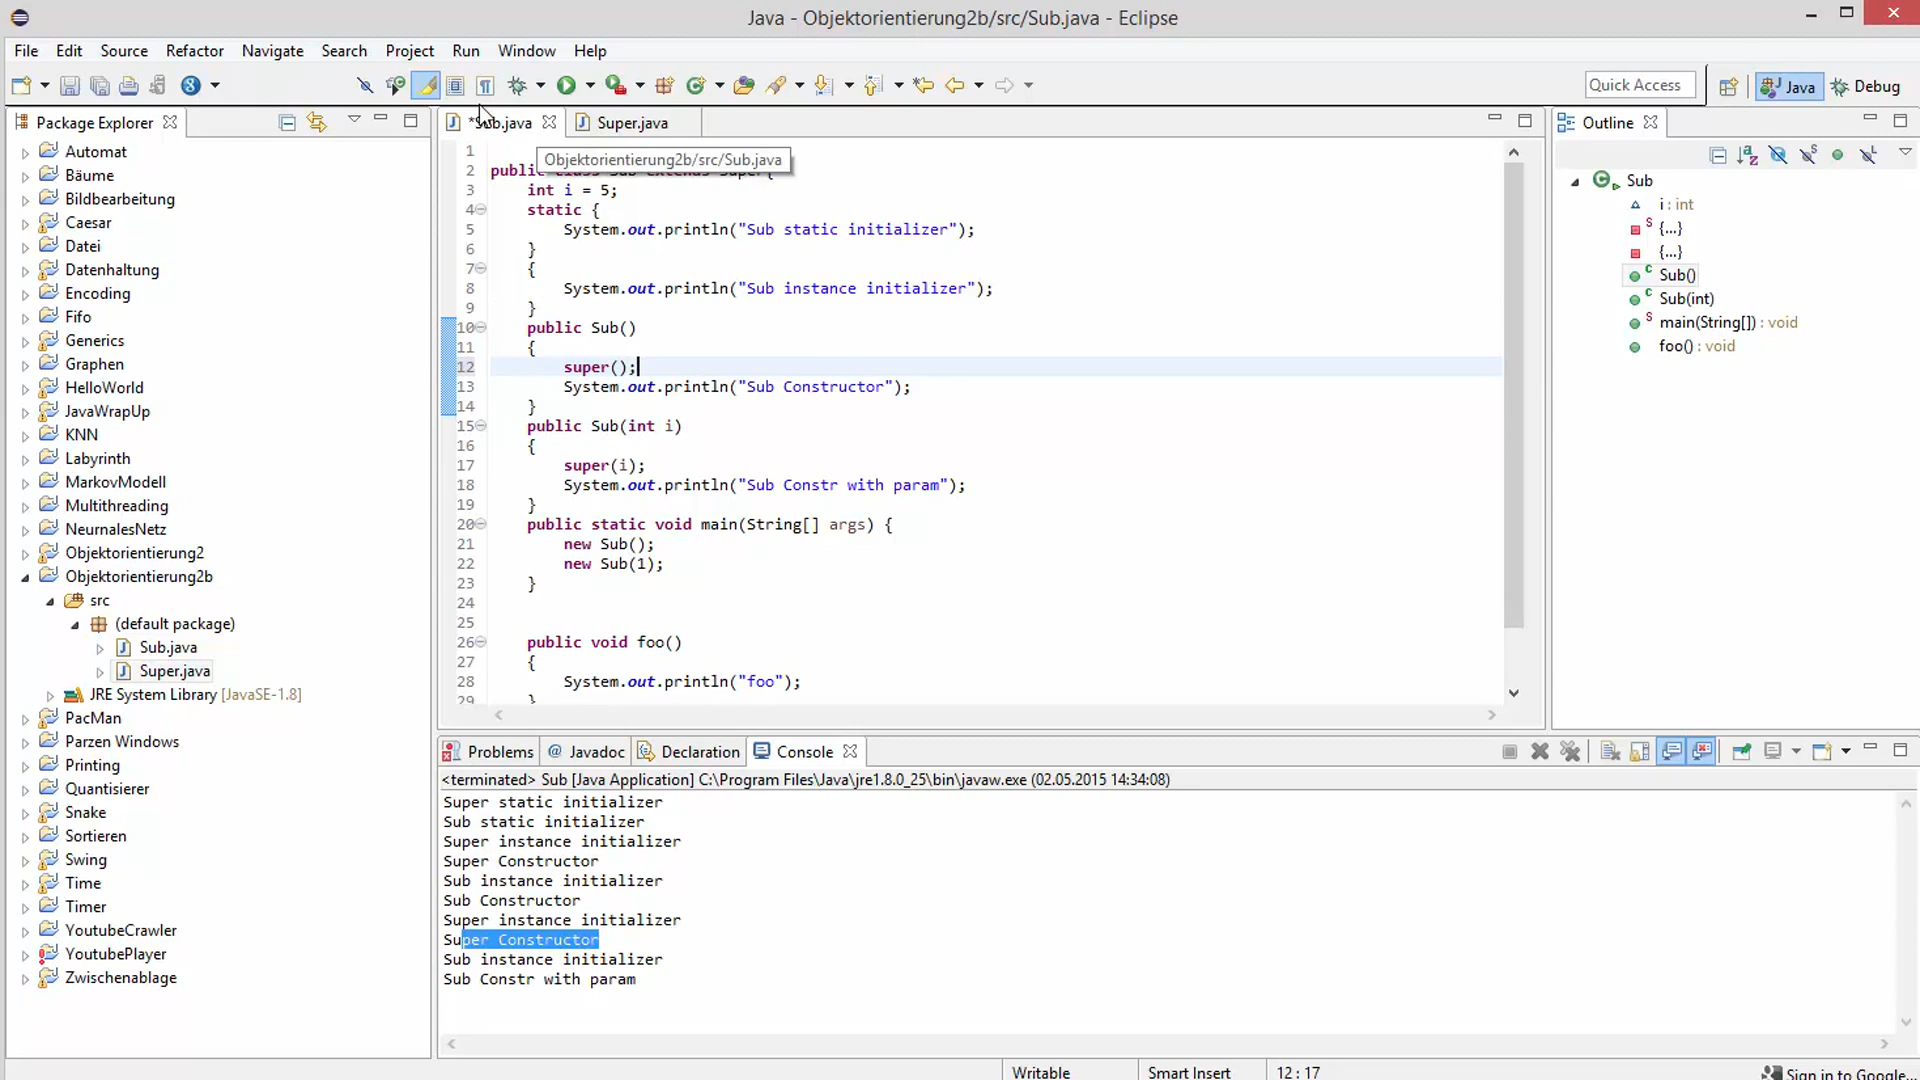 Java - Objektorientierung2b/src/Sub.java - Eclipse
File Edit Source Refactor Navigate Search Project Run Window Help
Quick Access Java Debug
Package Explorer
Automat
Bäume
Bildbearbeitung
Caesar
Datei
Datenhaltung
Encoding
Fifo
Generics
Graphen
HelloWorld
JavaWrapUp
KNN
Labyrinth
MarkovModell
Multithreading
NeurnalesNetz
Objektorientierung2
Objektorientierung2b
src
(default package)
Sub.java
Super.java
JRE System Library [JavaSE-1.8]
PacMan
Parzen Windows
Printing
Quantisierer
Snake
Sortieren
Swing
Time
Timer
YoutubeCrawler
YoutubePlayer
Zwischenablage
*Sub.java Super.java
Objektorientierung2b/src/Sub.java
1
2 public class Sub extends Super{
3 int i = 5;
4 static {
5 System.out.println("Sub static initializer");
6 }
7 {
8 System.out.println("Sub instance initializer");
9 }
10 public Sub()
11 {
12 super();
13 System.out.println("Sub Constructor");
14 }
15 public Sub(int i)
16 {
17 super(i);
18 System.out.println("Sub Constr with param");
19 }
20 public static void main(String[] args) {
21 new Sub();
22 new Sub(1);
23 }
24
25
26 public void foo()
27 {
28 System.out.println("foo");
29 }
Outline
Sub
i : int
{...}
{...}
Sub()
Sub(int)
main(String[]) : void
foo() : void
Problems @ Javadoc Declaration Console
<terminated> Sub [Java Application] C:\Program Files\Java\jre1.8.0_25\bin\javaw.exe (02.05.2015 14:34:08)
Super static initializer
Sub static initializer
Super instance initializer
Super Constructor
Sub instance initializer
Sub Constructor
Super instance initializer
Super Constructor
Sub instance initializer
Sub Constr with param
Writable Smart Insert 12 : 17 Sign in to Google...